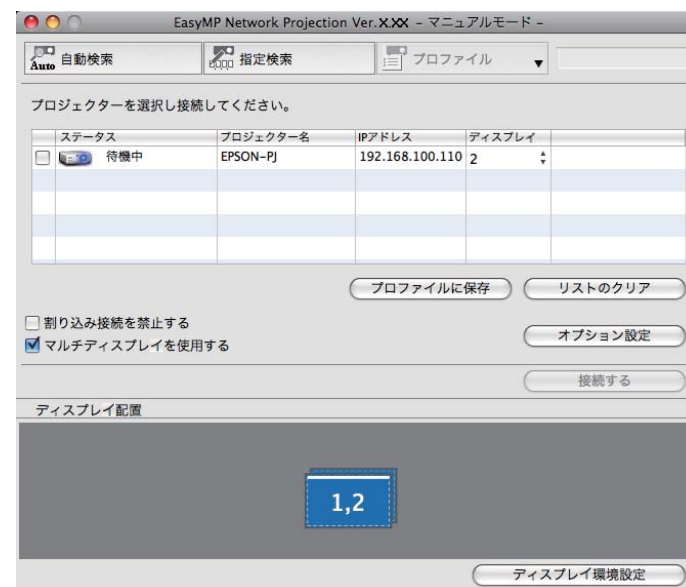 EasyMP Network Projection Ver.X.XX – マニュアルモード –
Auto 自動検索 指定検索 プロファイル ▼
プロジェクターを選択し接続してください。
ステータス プロジェクター名 IPアドレス ディスプレイ
待機中 EPSON-PJ 192.168.100.110 2
プロファイルに保存 リストのクリア
割り込み接続を禁止する
マルチディスプレイを使用する
オプション設定
接続する
ディスプレイ配置
1,2
ディスプレイ環境設定